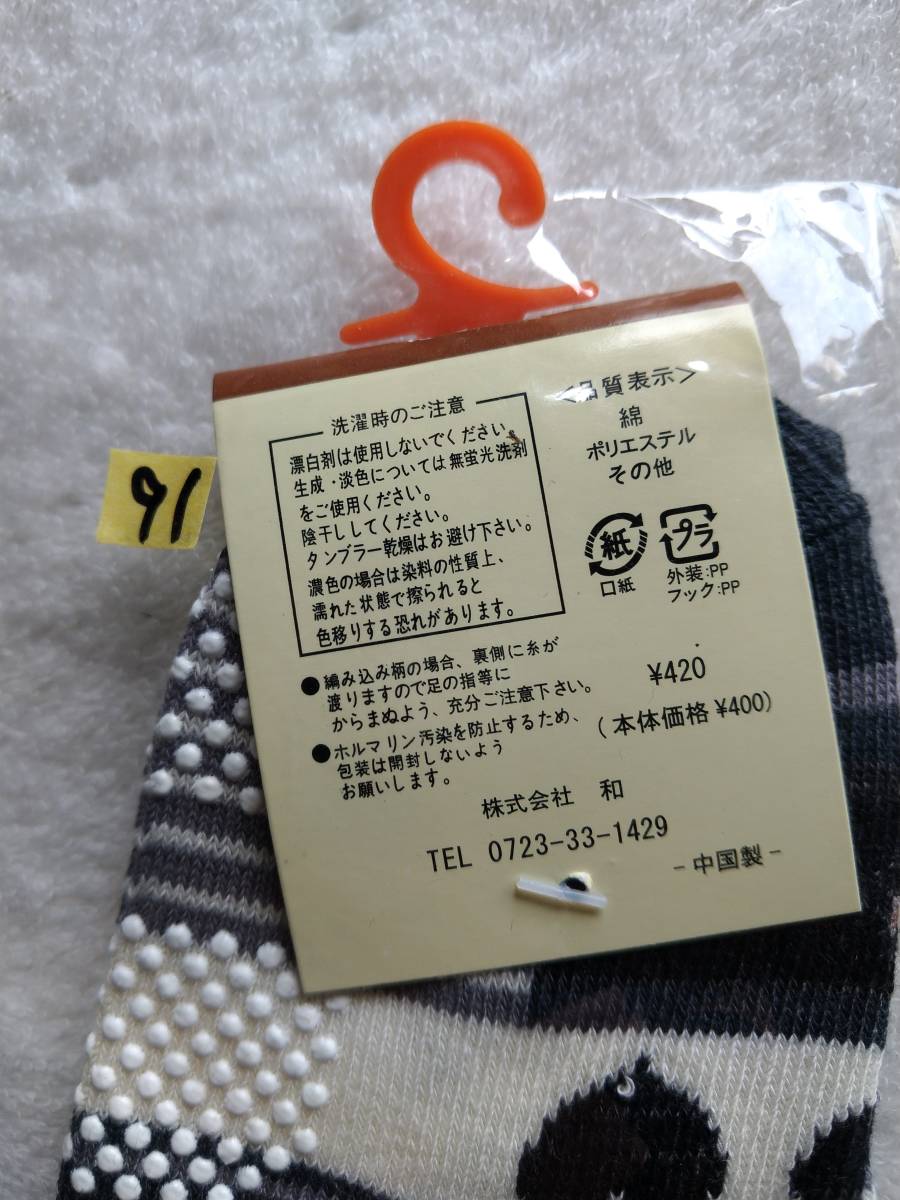 91
洗濯時のご注意
漂白剤は使用しないでください。
生成・淡色については無蛍光洗剤
をご使用ください。
陰干ししてください。
タンブラー乾燥はお避け下さい。
濃色の場合は染料の性質上、
濡れた状態で擦られると
色移りする恐れがあります。
<品質表示>
綿
ポリエステル
その他
紙
口紙
プラ
外装:PP
フック:PP
●編み込み柄の場合、裏側に糸が
渡りますので足の指等に
からまぬよう、充分ご注意下さい。
●ホルマリン汚染を防止するため、
包装は開封しないよう
お願いします。
¥420
(本体価格¥400)
株式会社 和
TEL 0723-33-1429
-中国製-